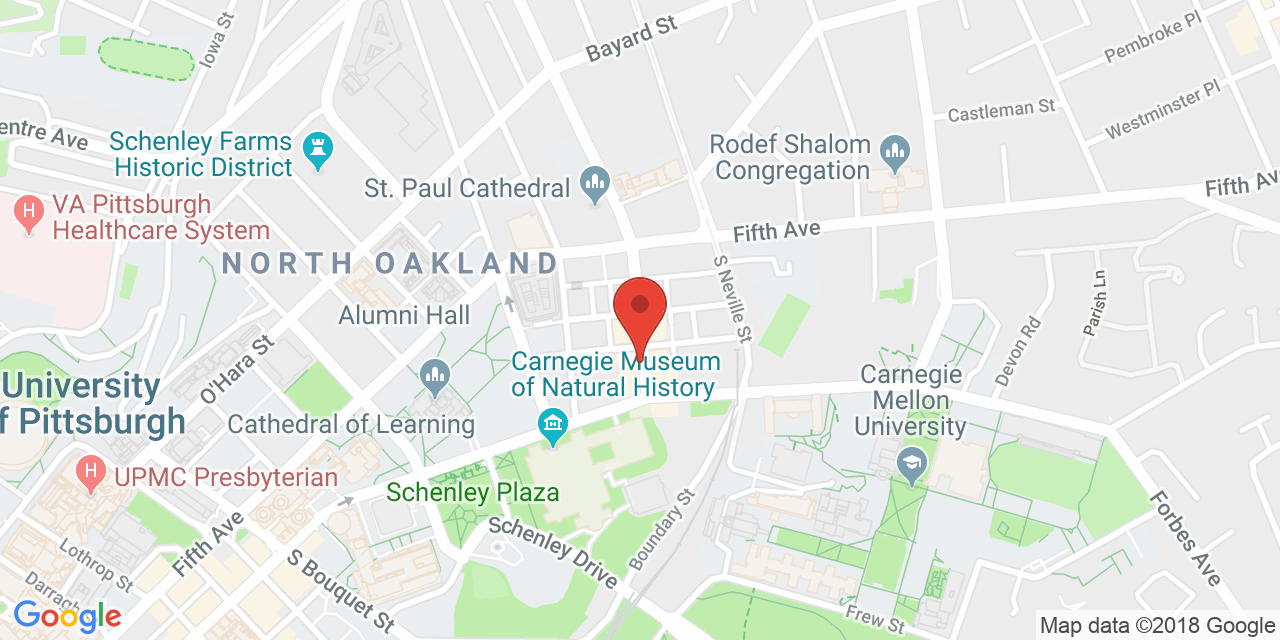 Iowa St
Bayard St
Pembroke Pl
Castleman St
Westminster Pl
entre Ave
Schenley Farms
Historic District
Rodef Shalom
Congregation
St. Paul Cathedral
Fifth Av
VA Pittsburgh
Healthcare System
Fifth Ave
NORTH OAKLAND
S Neville St
Parish Ln
Alumni Hall
Devon Rd
O'Hara St
Carnegie Museum
of Natural History
University
f Pittsburgh
Carnegie
Mellon
University
Cathedral of Learning
UPMC Presbyterian
Schenley Plaza
Boundary St
Forbes Ave
Fifth Ave
Schenley Drive
Lothrop St
S Bouquet St
Darragh
Frew St
Google
Map data ©2018 Google